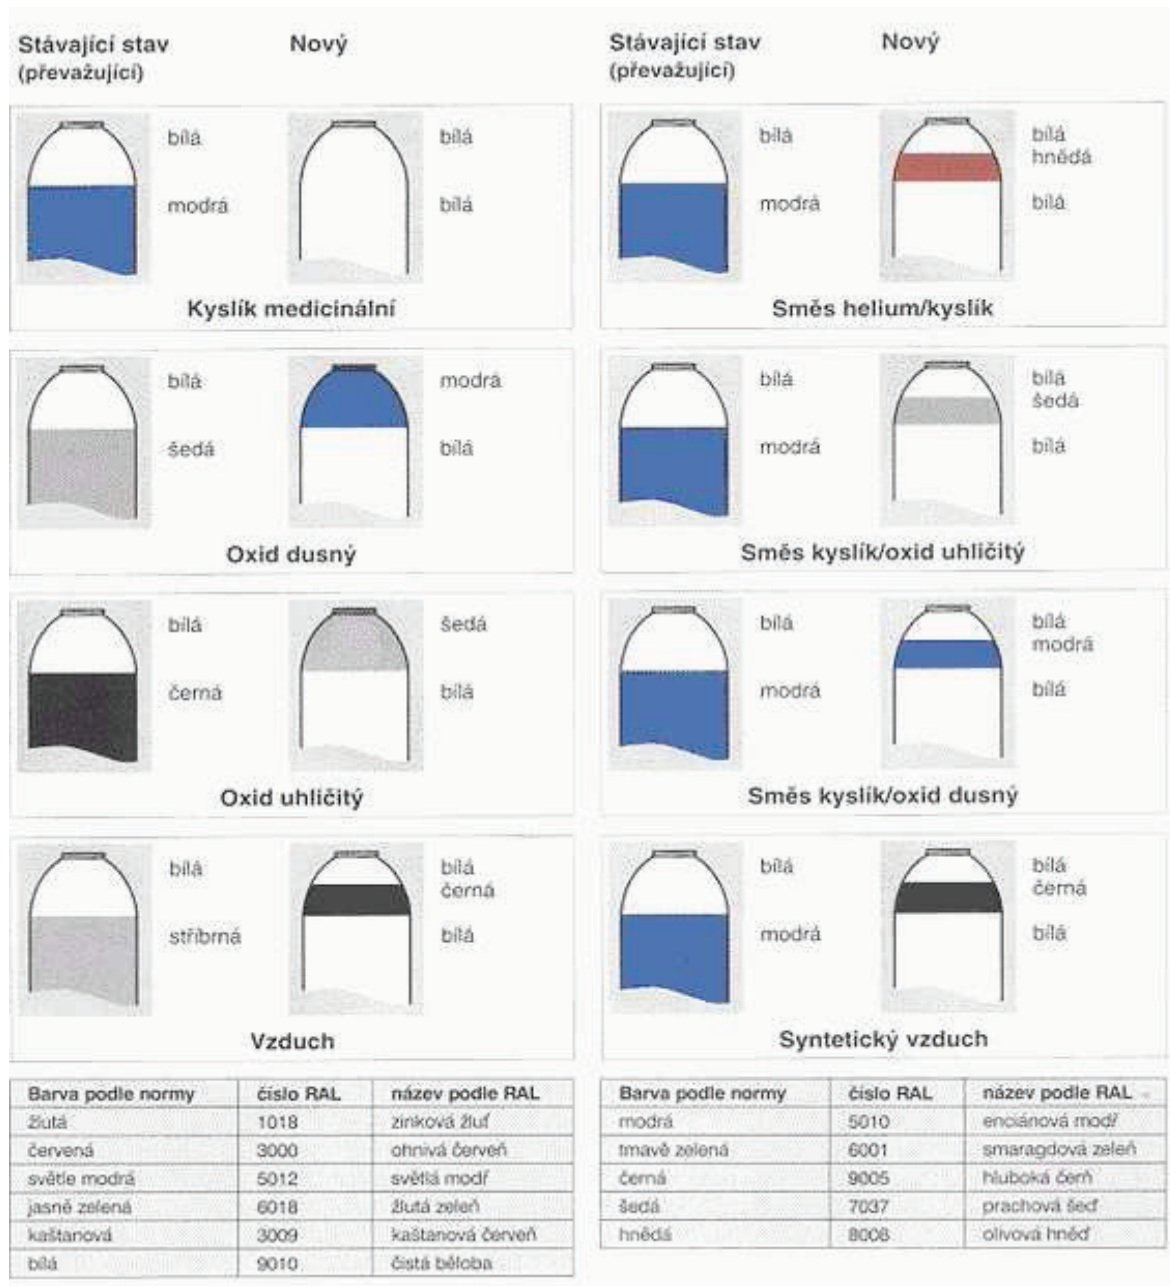 Stávající stav
(převažující)
Nový
bílá
modrá
bílá
bílá
Kyslík medicinální
bílá
šedá
modrá
bílá
Oxid dusný
bílá
černá
šedá
bílá
Oxid uhličitý
bílá
stříbrná
bílá
černá
bílá
Vzduch
Stávající stav
(převažující)
Nový
bílá
modrá
bílá
hnědá
bílá
Směs helium/kyslík
bílá
modrá
bílá
šedá
bílá
Směs kyslík/oxid uhličitý
bílá
modrá
bílá
modrá
bílá
Směs kyslík/oxid dusný
bílá
modrá
bílá
černá
bílá
Syntetický vzduch
Barva podle normy číslo RAL název podle RAL
žlutá 1018 zinková žluť
červená 3000 ohnivá červeň
světle modrá 5012 světlá modř
jasně zelená 6018 žlutá zeleň
kaštanová 3009 kaštanová červeň
bílá 9010 čistá běloba
Barva podle normy číslo RAL název podle RAL
modrá 5010 enciánová modř
tmavě zelená 6001 smaragdová zeleň
černá 9005 hluboká čerň
šedá 7037 prachová šeď
hnědá 8008 olivová hněď